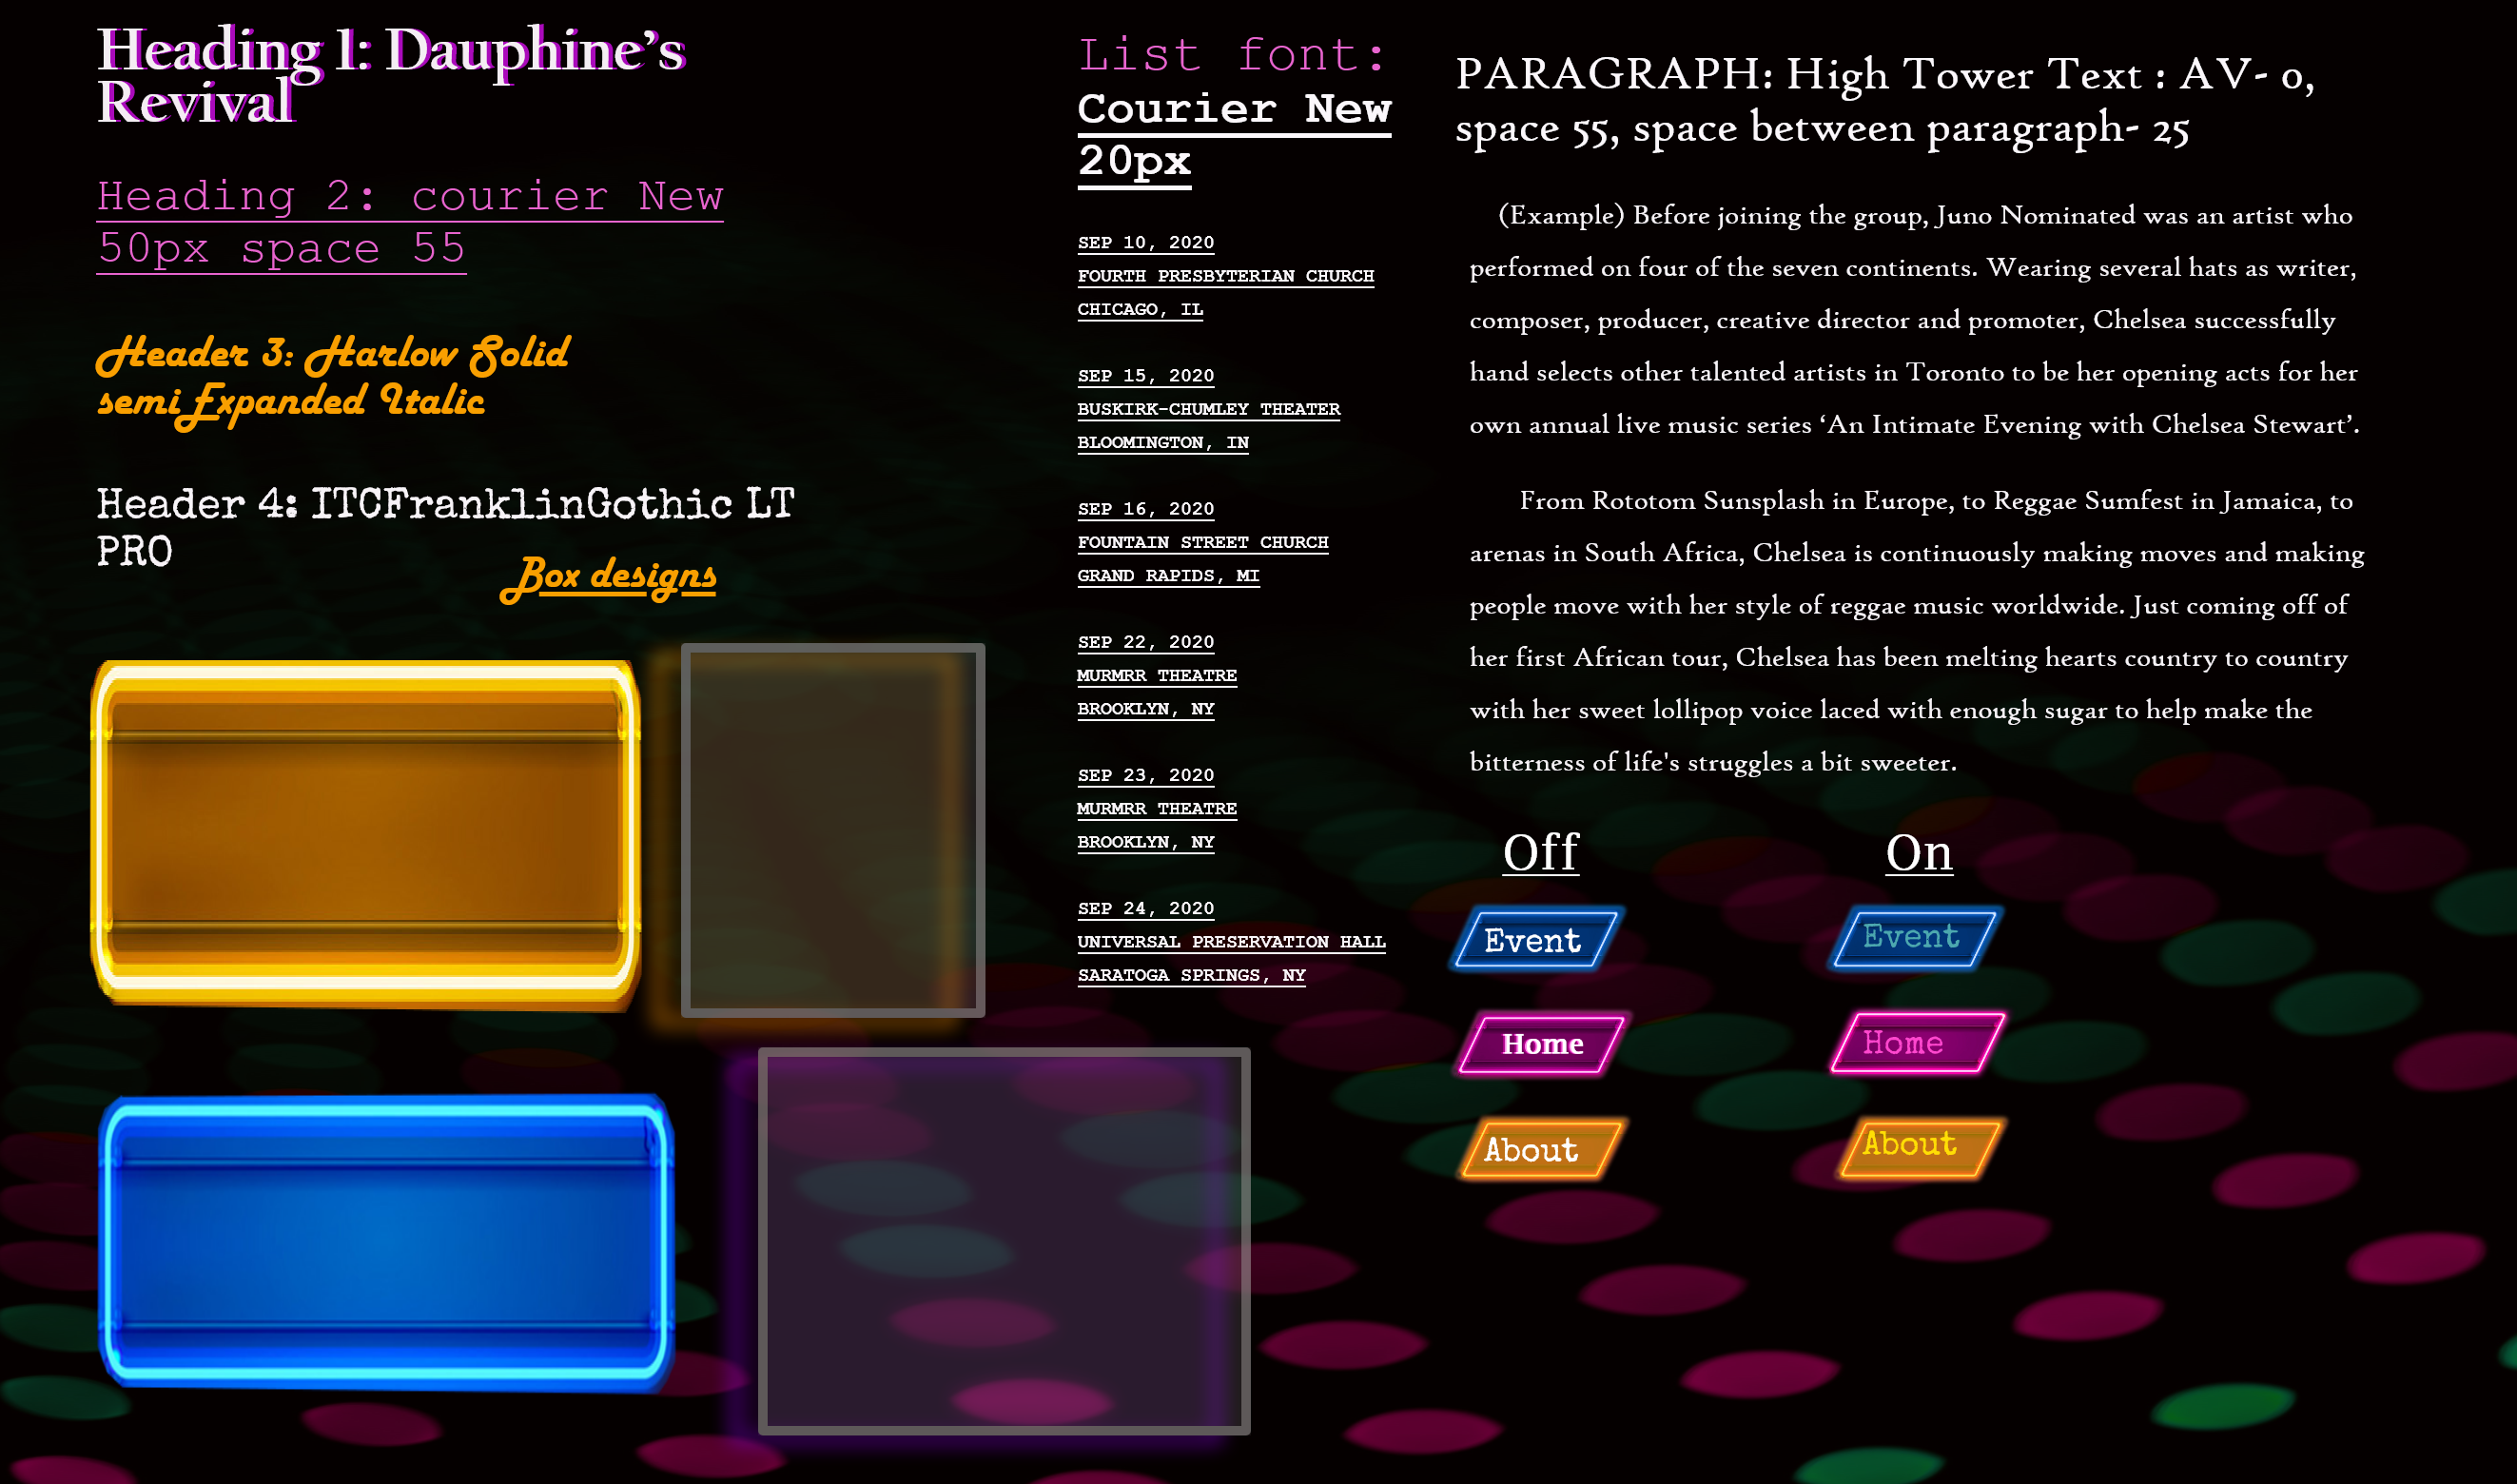 Heading 1: Dauphine’s
Revival
Heading 2: courier New
50px space 55
Header 3: Harlow Solid
semiExpanded Italic
Header 4: ITCFranklinGothic LT
PRO
Box designs
List font:
Courier New
20px
SEP 10, 2020
FOURTH PRESBYTERIAN CHURCH
CHICAGO, IL
SEP 15, 2020
BUSKIRK-CHUMLEY THEATER
BLOOMINGTON, IN
SEP 16, 2020
FOUNTAIN STREET CHURCH
GRAND RAPIDS, MI
SEP 22, 2020
MURMRR THEATRE
BROOKLYN, NY
SEP 23, 2020
MURMRR THEATRE
BROOKLYN, NY
SEP 24, 2020
UNIVERSAL PRESERVATION HALL
SARATOGA SPRINGS, NY
PARAGRAPH: High Tower Text : AV- 0,
space 55, space between paragraph- 25
(Example) Before joining the group, Juno Nominated was an artist who
performed on four of the seven continents. Wearing several hats as writer,
composer, producer, creative director and promoter, Chelsea successfully
hand selects other talented artists in Toronto to be her opening acts for her
own annual live music series ‘An Intimate Evening with Chelsea Stewart’.
From Rototom Sunsplash in Europe, to Reggae Sumfest in Jamaica, to
arenas in South Africa, Chelsea is continuously making moves and making
people move with her style of reggae music worldwide. Just coming off of
her first African tour, Chelsea has been melting hearts country to country
with her sweet lollipop voice laced with enough sugar to help make the
bitterness of life's struggles a bit sweeter.
Off
On
Event
Event
Home
Home
About
About